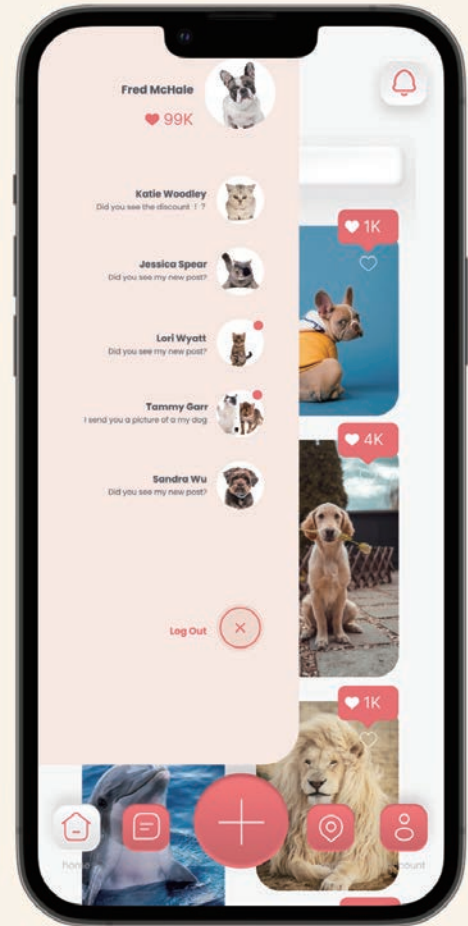 Fred McHale
99K
Katie Woodley
Did you see the discount ! ?
Jessica Spear
Did you see my new post?
Lori Wyatt
Did you see my new post?
Tammy Garr
I send you a picture of a my dog
Sandra Wu
Did you see my new post?
Log Out
1K
4K
1K
home